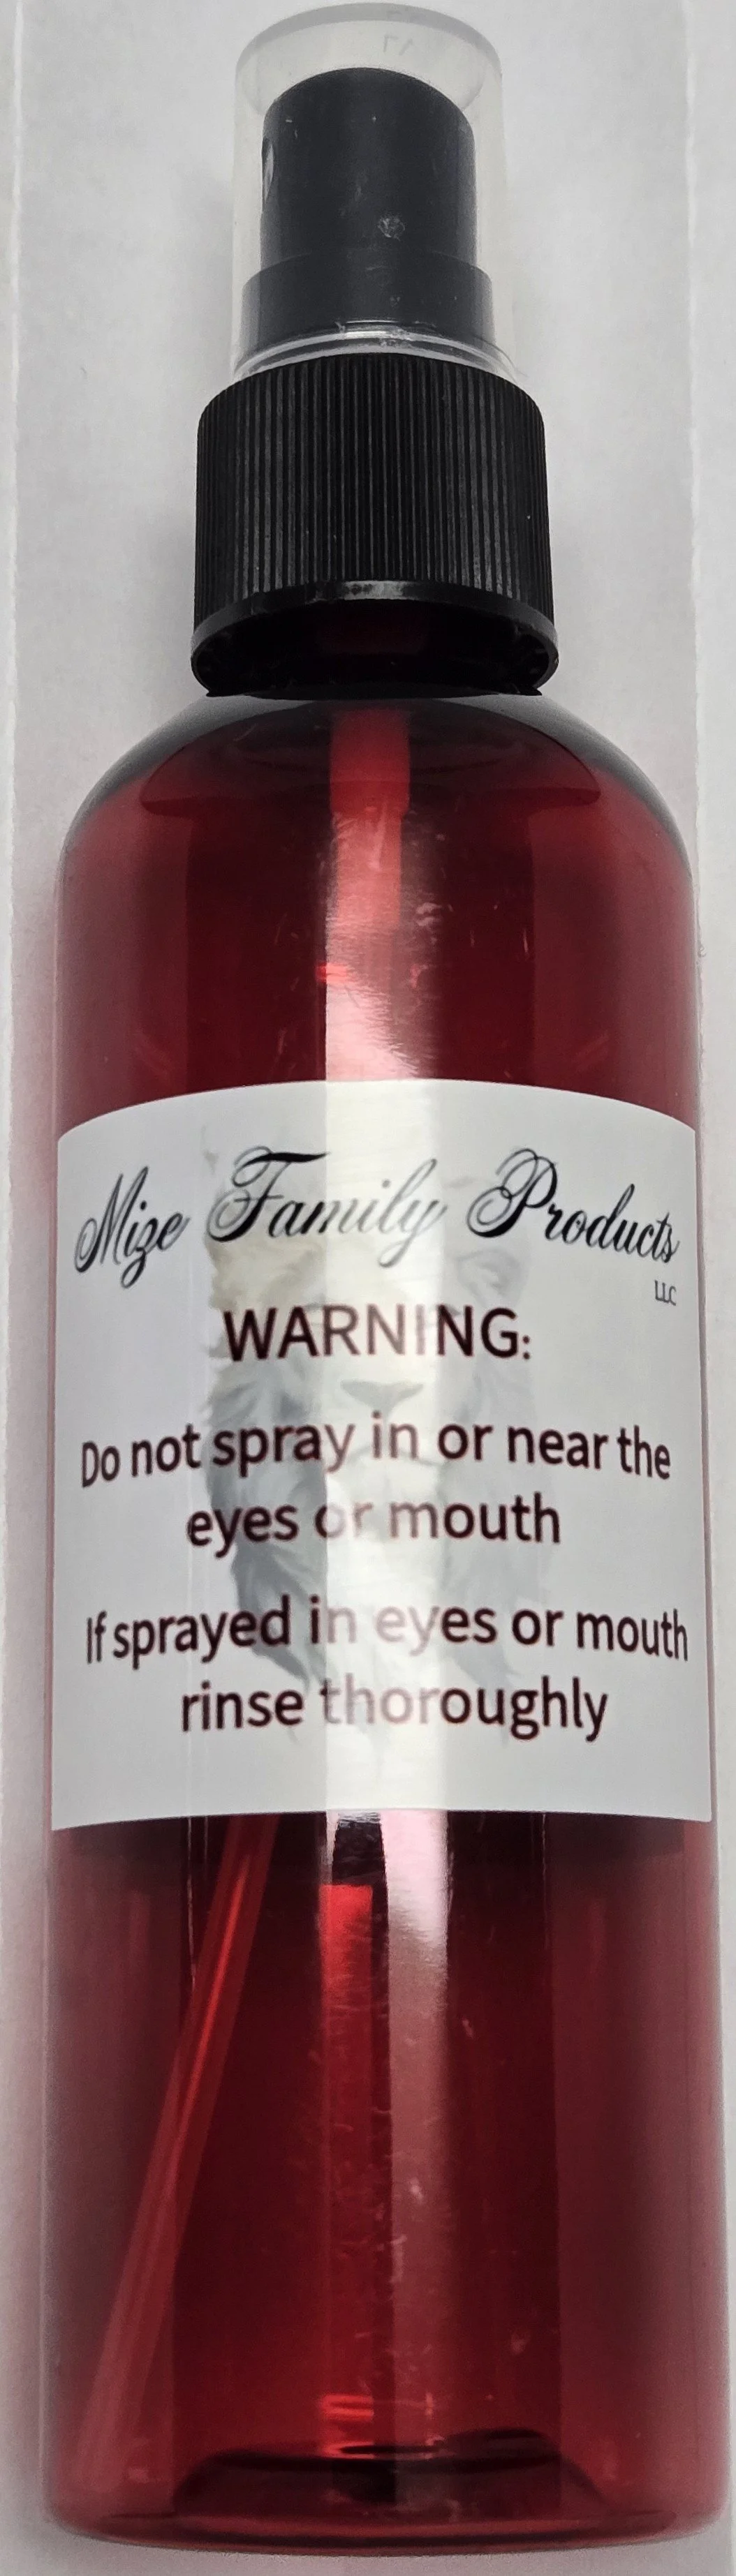 Mize Family Products
LLC
WARNING:
Do not spray in or near the
eyes or mouth
If sprayed in eyes or mouth
rinse thoroughly